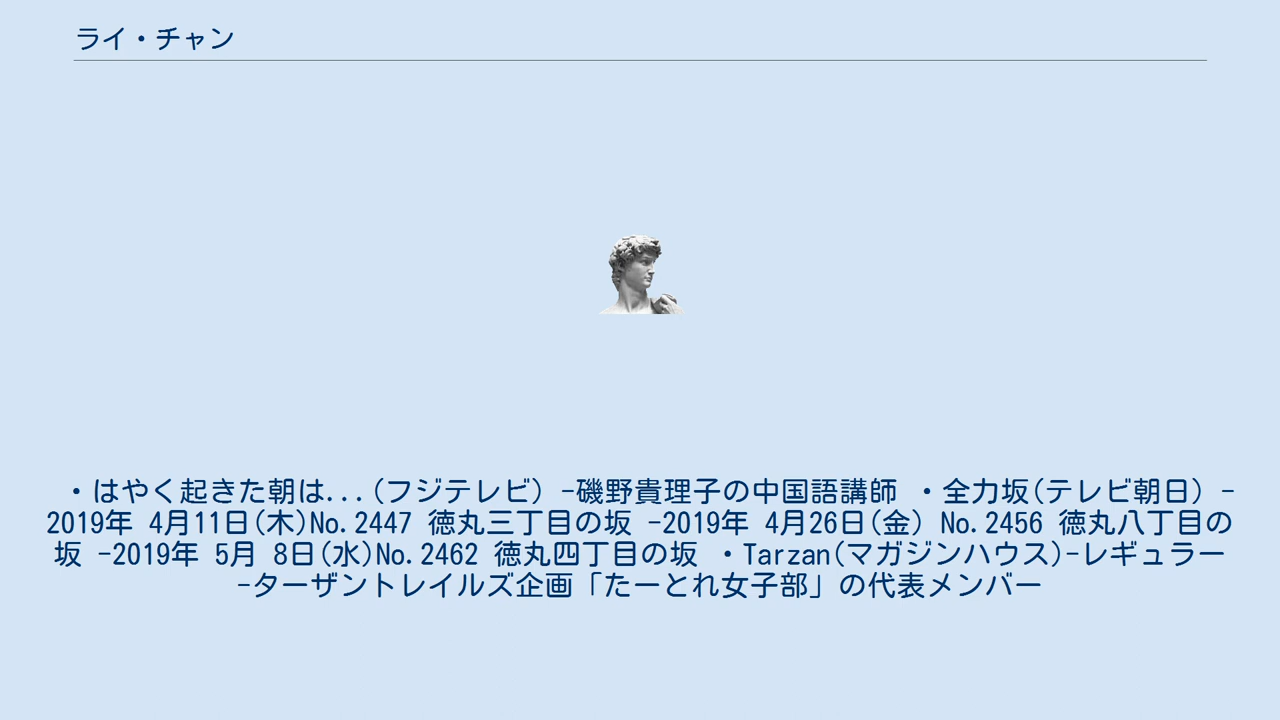 ライ・チャン
・はやく起きた朝は...(フジテレビ) -磯野貴理子の中国語講師 ・全力坂(テレビ朝日) -
2019年 4月11日(木)No.2447 徳丸三丁目の坂 -2019年 4月26日(金) No.2456 徳丸八丁目の
坂 -2019年 5月 8日(水)No.2462 徳丸四丁目の坂 ・Tarzan(マガジンハウス)-レギュラー
-ターザントレイルズ企画「たーとれ女子部」の代表メンバー